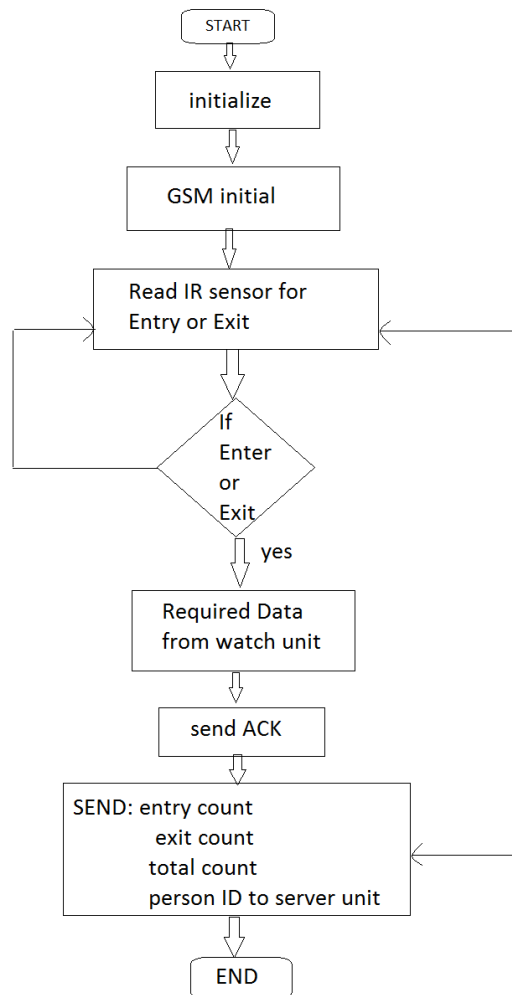 START
initialize
GSM initial
Read IR sensor for
Entry or Exit
If
Enter
or
Exit
yes
Required Data
from watch unit
send ACK
SEND: entry count
exit count
total count
person ID to server unit
END